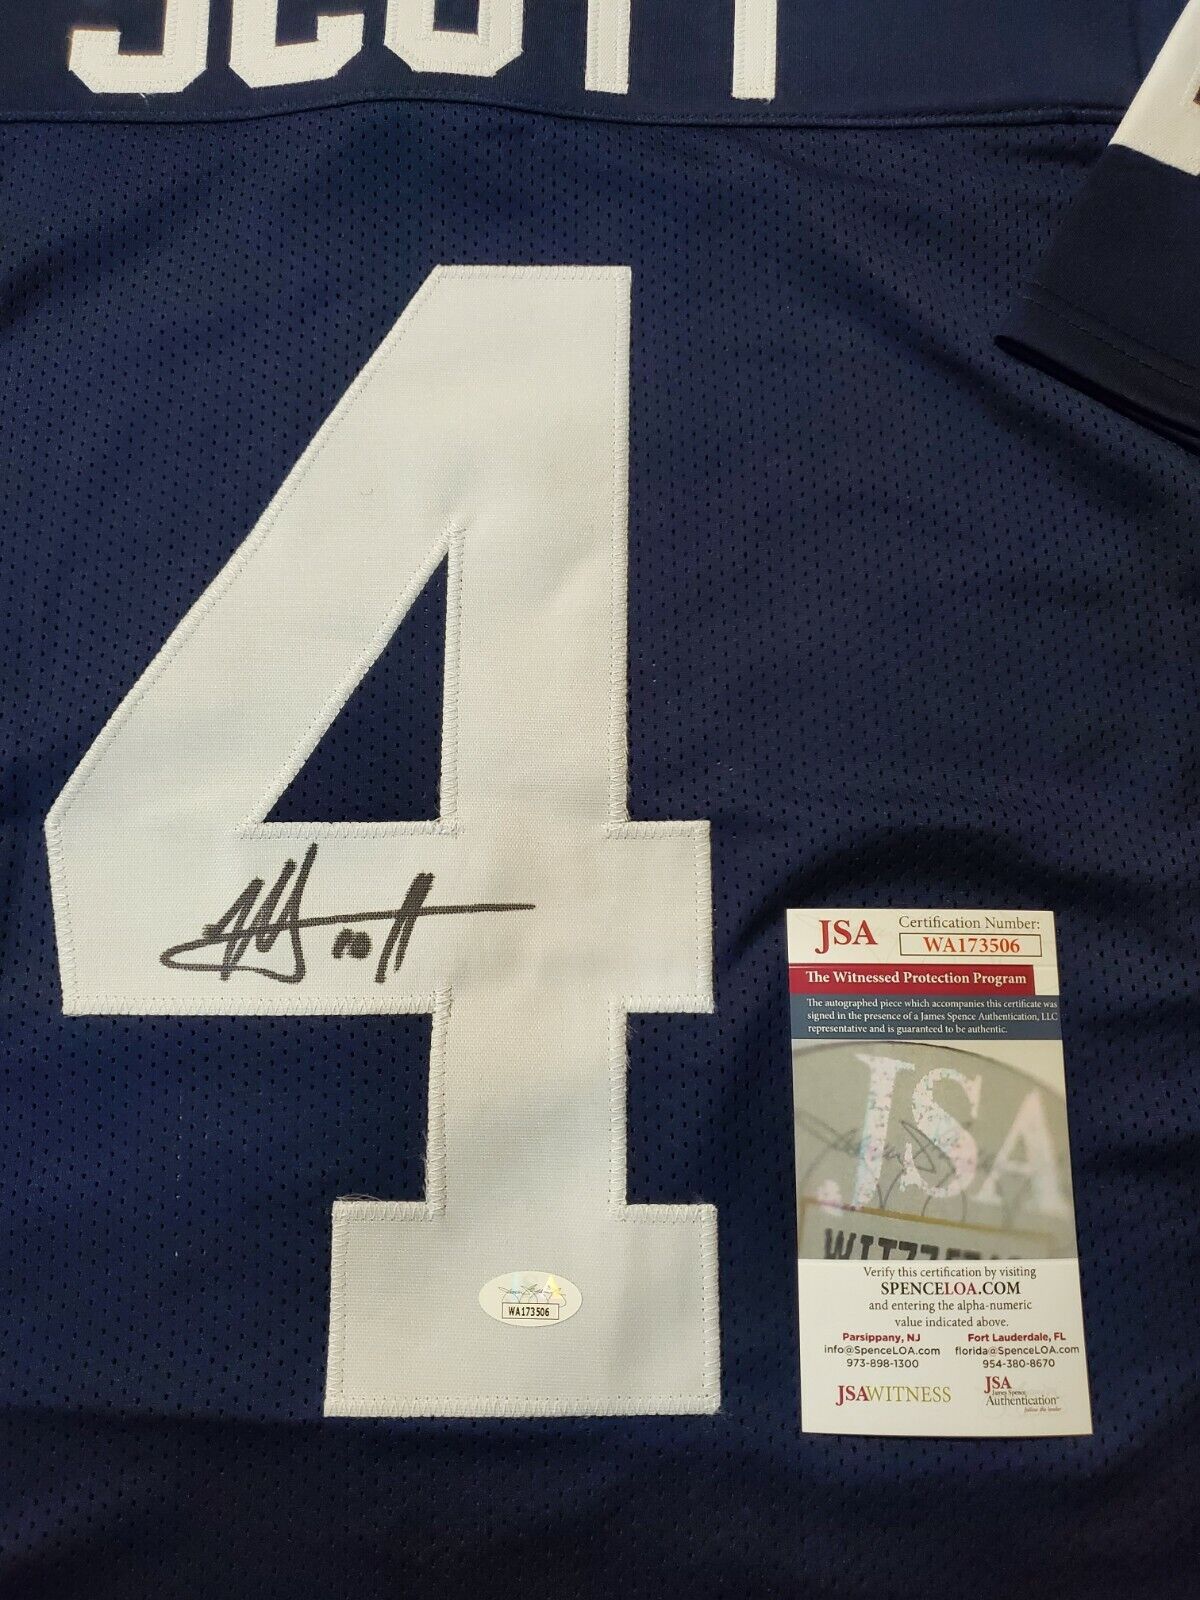 SCOTT
4
JSA
Certification Number:
WA173506
The Witnessed Protection Program
The autographed piece which accompanies this certificate was
signed in the presence of a James Spence Authentication, LLC
representative and is guaranteed to be authentic.
JSA
Verify this certification by visiting
SPENCELOA.COM
and entering the alpha-numeric
value indicated above.
Parsippany, NJ
info@SpenceLOA.com
973-898-1300
Fort Lauderdale, FL
florida@SpenceLOA.com
954-380-8670
JSAWITNESS
JSA
James Spence
Authentication
WA173506